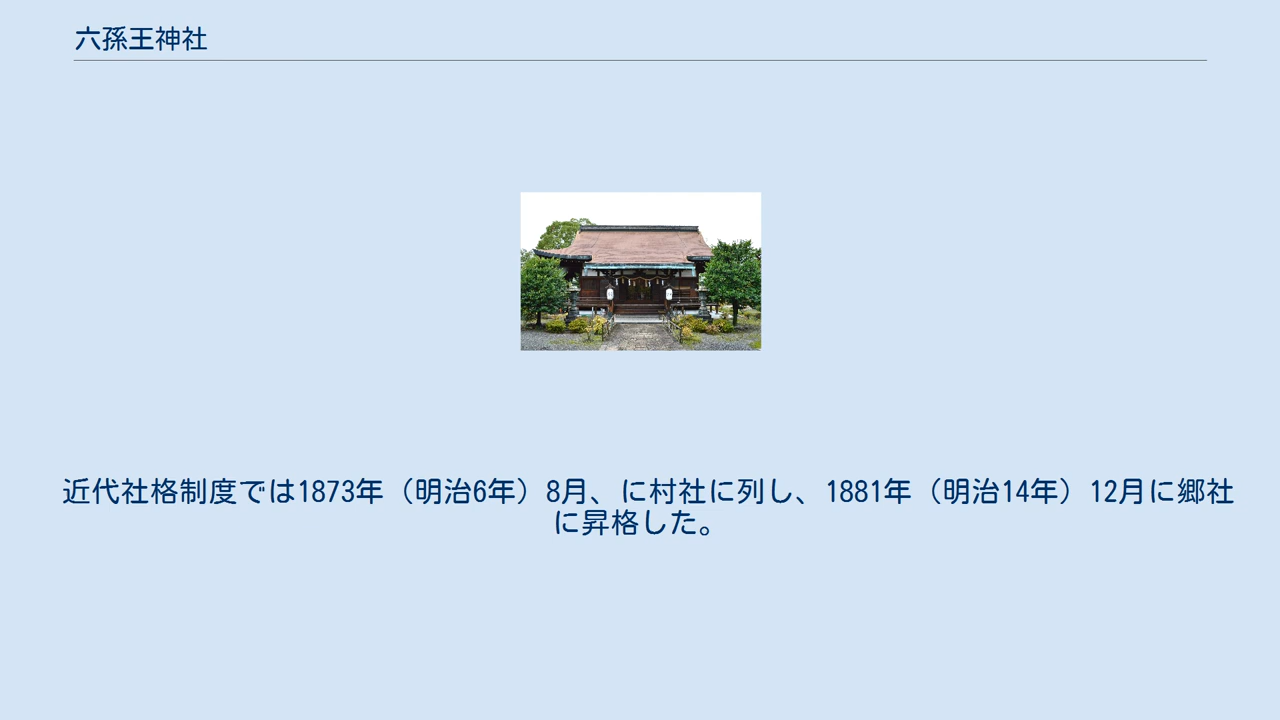 六孫王神社
近代社格制度では1873年（明治6年）8月、に村社に列し、1881年（明治14年）12月に郷社
に昇格した。